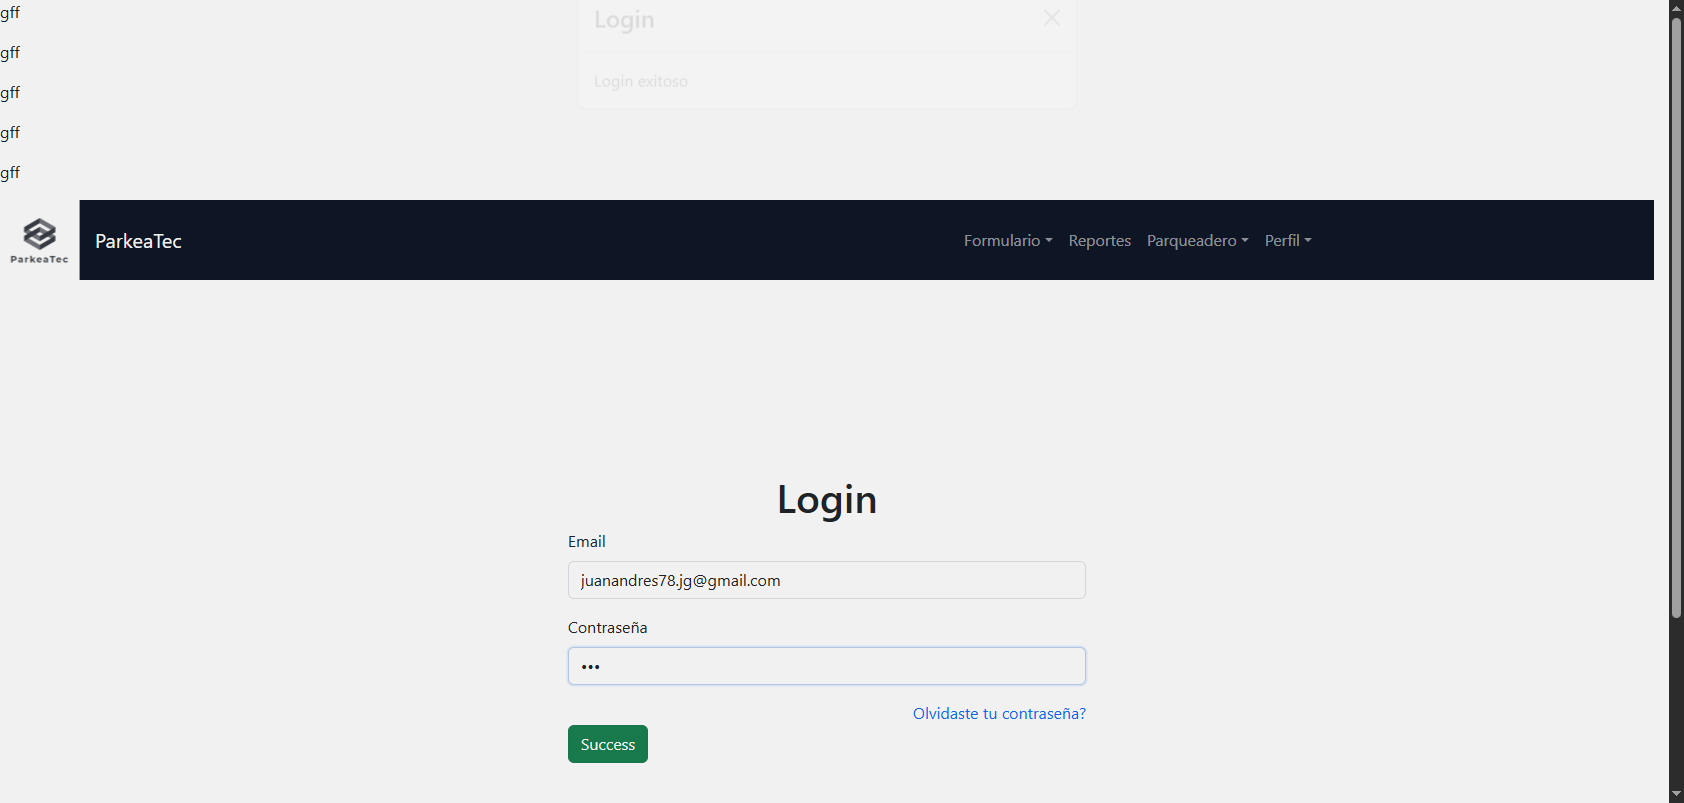 gff
Login
gff
Login exitoso
gff
gff
gff
ParkeaTec
ParkeaTec
Formulario
Reportes
Parqueadero
Perfil
Login
Email
juanandres78.jg@gmail.com
Contraseña
•••
Olvidaste tu contraseña?
Success